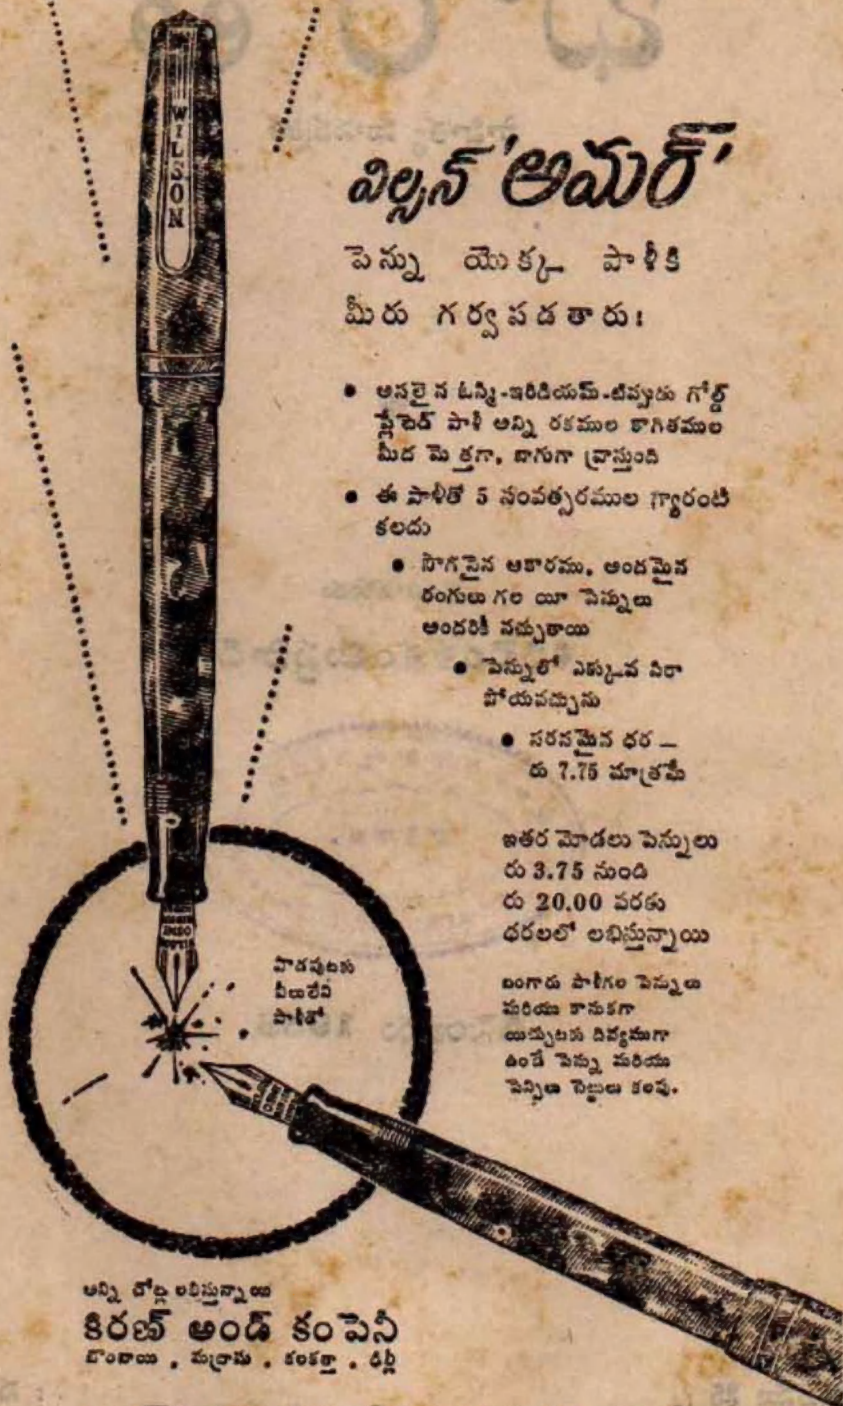 WILSON
విల్సన్ 'అమర్'
పెన్ను యొక్క పాళీకి
మీరు గర్వపడతారు!
• అసలైన ఓస్మి-ఇరిడియమ్-టిప్పుడు గోల్డ్
ప్లేటెడ్ పాళీ అన్ని రకముల కాగితముల
మీద మెత్తగా, బాగుగా వ్రాస్తుంది
• ఈ పాళీతో 5 సంవత్సరముల గ్యారంటి
కలదు
• సొగసైన ఆకారము, అందమైన
రంగులు గల యీ పెన్నులు
అందరికీ నచ్చుతాయి
• పెన్నులో ఎక్కువ సిరా
పోయవచ్చును
• సరసమైన ధర –
రు 7.75 మాత్రమే
ఇతర మోడలు పెన్నులు
రు 3.75 నుండి
రు 20.00 వరకు
ధరలలో లభిస్తున్నాయి
బంగారు పాళీగల పెన్నులు
మరియు కానుకగా
యిచ్చుటకు దివ్యముగా
ఉండే పెన్ను మరియు
పెన్సిలు సెట్టులు కలవు.
పాడవుటకు
వీలులేని
పాళీతో
అన్ని చోట్ల లభిస్తున్నాయి
కిరణ్ అండ్ కంపెనీ
బొంబాయి . మద్రాసు . కలకత్తా . ఢిల్లీ